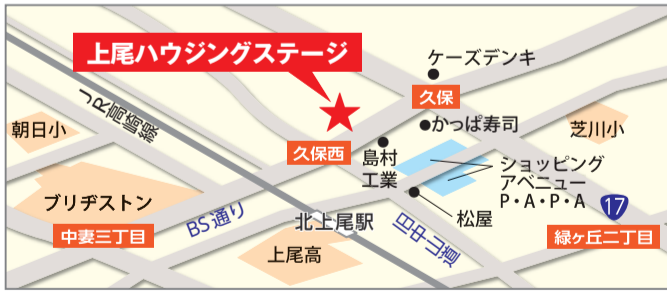 上尾ハウジングステージ
ケーズデンキ
久保
JR高崎線
朝日小
かっぱ寿司
芝川小
久保西
島村
工業
ショッピング
アベニュー
P・A・P・A
ブリヂストン
松屋
17
中妻三丁目
BS通り
北上尾駅
旧中山道
緑ヶ丘二丁目
上尾高